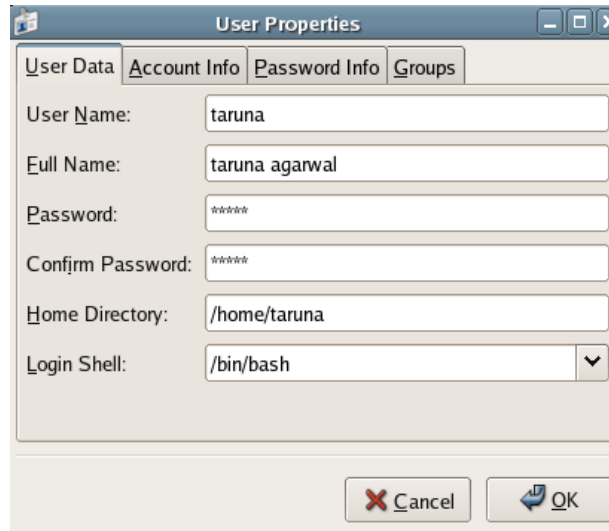 User Properties
User Data Account Info Password Info Groups
User Name: taruna
Full Name: taruna agarwal
Password: *****
Confirm Password: *****
Home Directory: /home/taruna
Login Shell: /bin/bash
Cancel OK